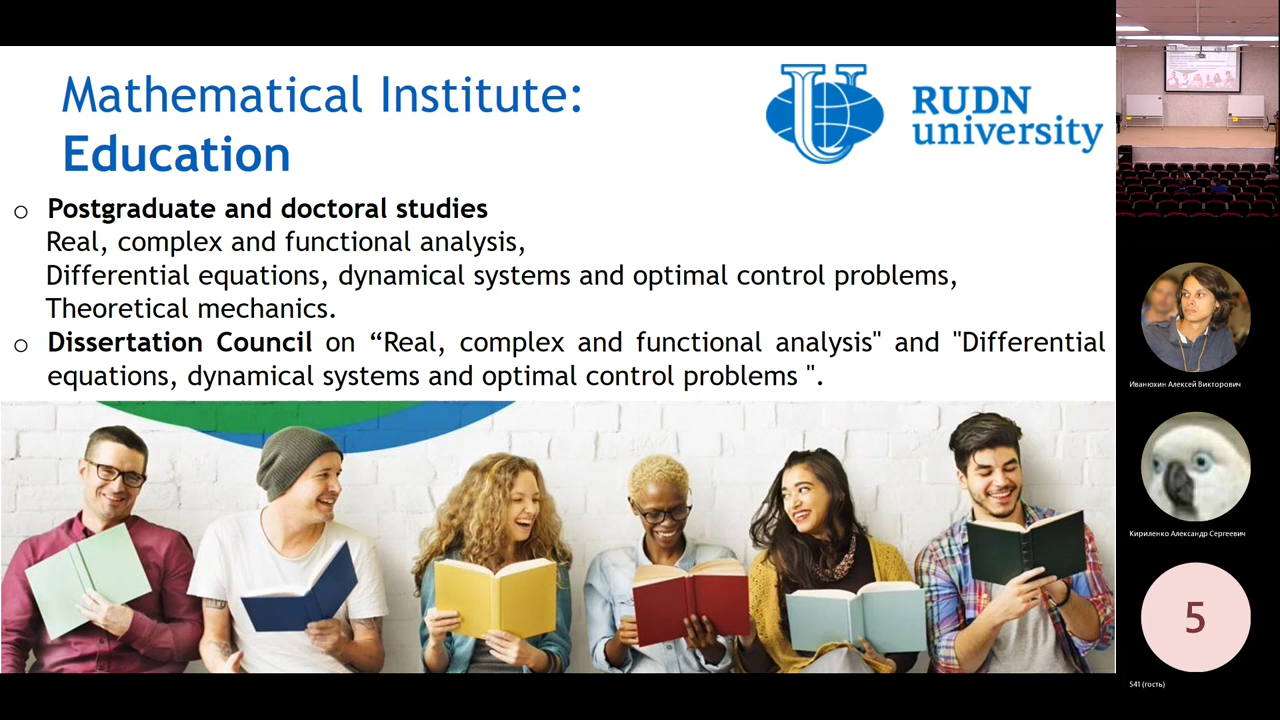 Mathematical Institute:
Education
RUDN
university
o Postgraduate and doctoral studies
Real, complex and functional analysis,
Differential equations, dynamical systems and optimal control problems,
Theoretical mechanics.
o Dissertation Council on “Real, complex and functional analysis" and "Differential
equations, dynamical systems and optimal control problems ".
Иванюхин Алексей Викторович
Кириленко Александр Сергеевич
5
541 (гость)